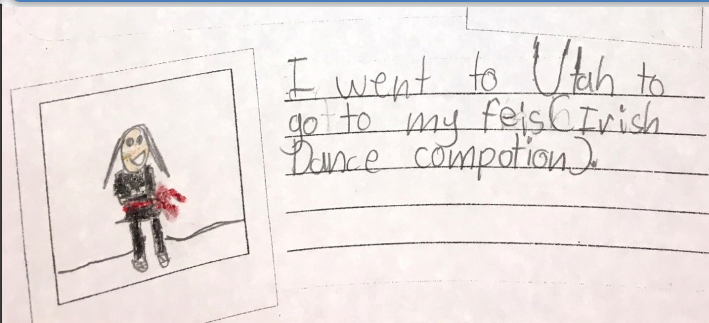 I went to Utah to
go to my feis(Irish
Dance compotion).